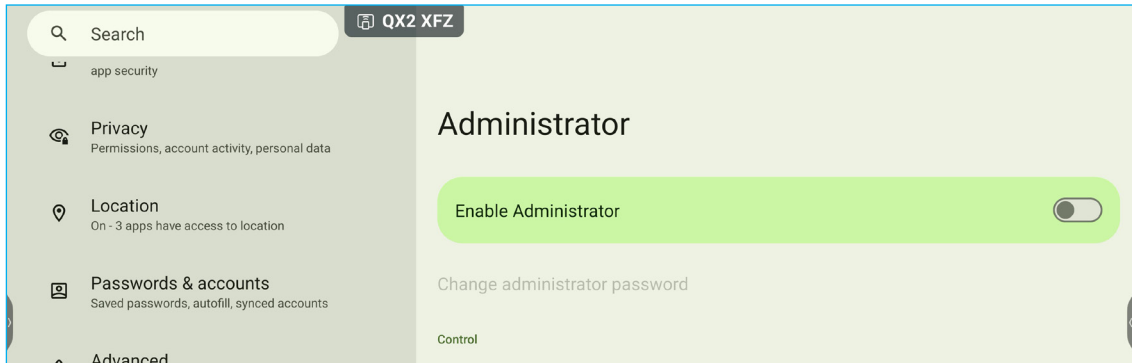 QX2 XFZ
Search
app security
Privacy
Permissions, account activity, personal data
Location
On - 3 apps have access to location
Passwords & accounts
Saved passwords, autofill, synced accounts
Advanced
Administrator
Enable Administrator
Change administrator password
Control